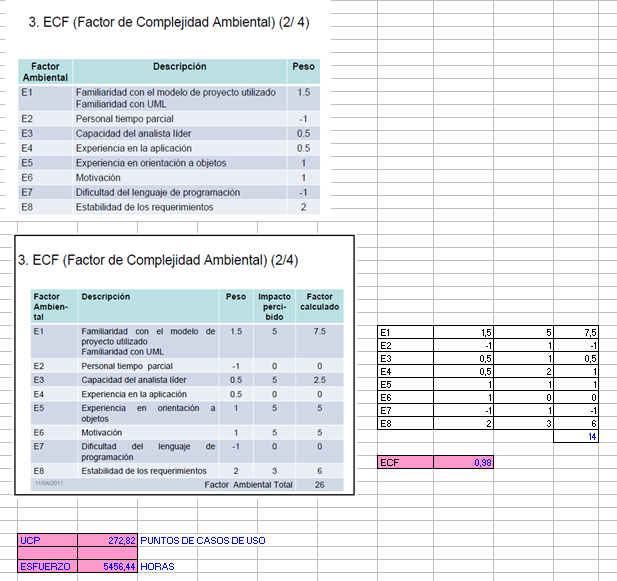 3. ECF (Factor de Complejidad Ambiental) (2/ 4)
Factor Ambiental Descripción Peso
E1 Familiaridad con el modelo de proyecto utilizado 1.5
Familiaridad con UML
E2 Personal tiempo parcial -1
E3 Capacidad del analista líder 0.5
E4 Experiencia en la aplicación 0.5
E5 Experiencia en orientación a objetos 1
E6 Motivación 1
E7 Dificultad del lenguaje de programación -1
E8 Estabilidad de los requerimientos 2
3. ECF (Factor de Complejidad Ambiental) (2/4)
Factor Descripción Peso Impacto Factor
Ambien- perci- calculado
tal bido
E1 Familiaridad con el modelo de 1.5 5 7.5
proyecto utilizado
Familiaridad con UML
E2 Personal tiempo parcial -1 0 0
E3 Capacidad del analista líder 0.5 5 2.5
E4 Experiencia en la aplicación 0.5 0 0
E5 Experiencia en orientación a 1 5 5
objetos
E6 Motivación 1 5 5
E7 Dificultad del lenguaje de -1 0 0
programación
E8 Estabilidad de los requerimientos 2 3 6
11/04/2011 Factor Ambiental Total 26
E1 1,5 5 7,5
E2 -1 1 -1
E3 0,5 1 0,5
E4 0,5 2 1
E5 1 1 1
E6 1 0 0
E7 -1 1 -1
E8 2 3 6
14
ECF 0,98
UCP 272,82 PUNTOS DE CASOS DE USO
ESFUERZO 5456,44 HORAS